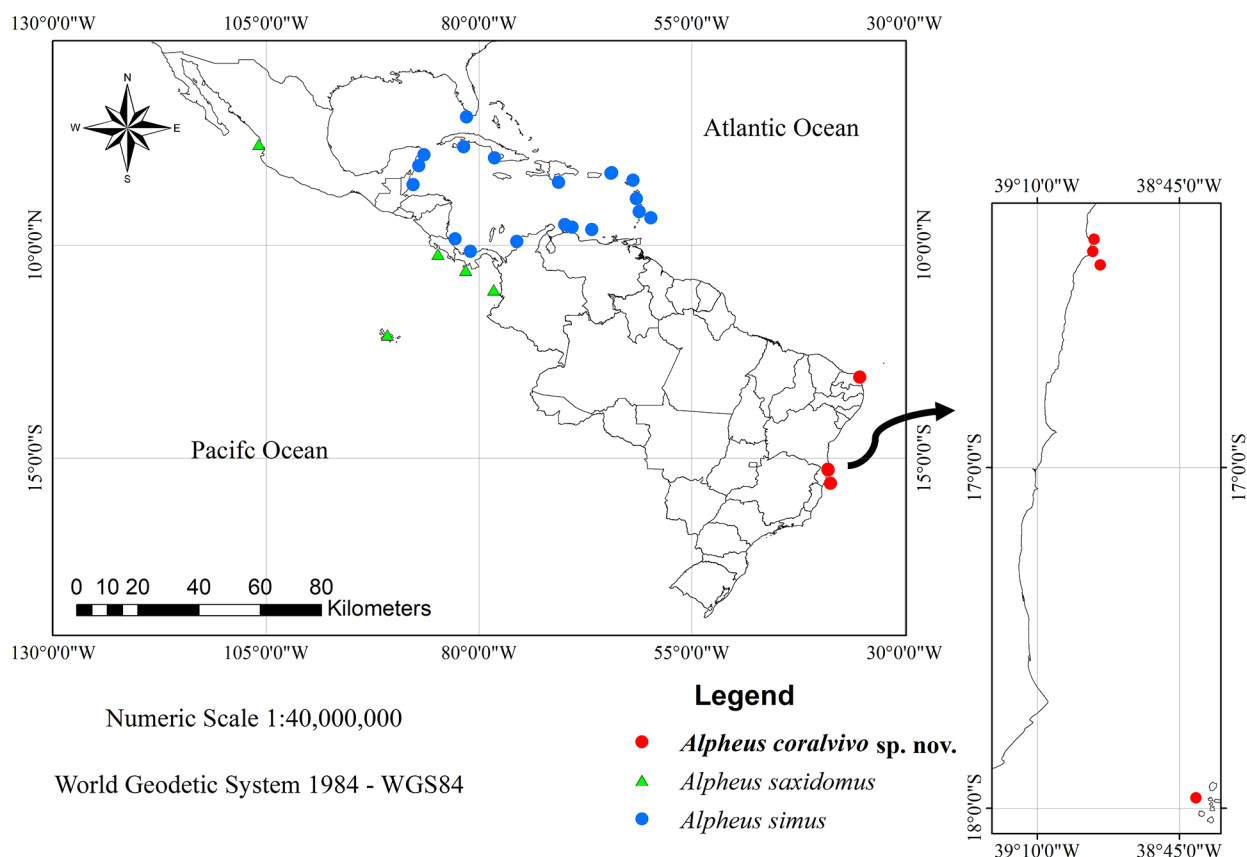 130°0'0"W 105°0'0"W 80°0'0"W 55°0'0"W 30°0'0"W
N
W E
S
Atlantic Ocean
39°10'0"W 38°45'0"W
10°0'0"N 10°0'0"N
Pacifc Ocean
15°0'0"S 15°0'0"S
17°0'0"S 17°0'0"S
0 10 20 40 60 80
Kilometers
130°0'0"W 105°0'0"W 80°0'0"W 55°0'0"W 30°0'0"W
Legend
Numeric Scale 1:40,000,000
Alpheus coralvivo sp. nov.
World Geodetic System 1984 - WGS84
Alpheus saxidomus
Alpheus simus
18°0'0"S 18°0'0"S
39°10'0"W 38°45'0"W